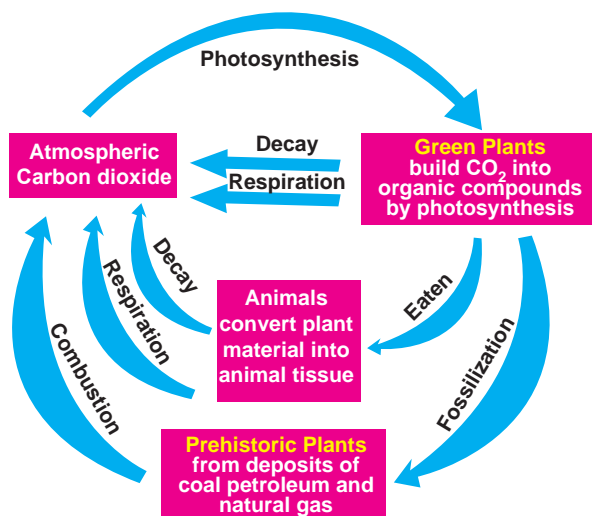 Photosynthesis
Atmospheric
Carbon dioxide
Decay
Respiration
Green Plants
build CO₂ into
organic compounds
by photosynthesis
Decay
Respiration
Combustion
Animals
convert plant
material into
animal tissue
Eaten
Fossilization
Prehistoric Plants
from deposits of
coal petroleum and
natural gas